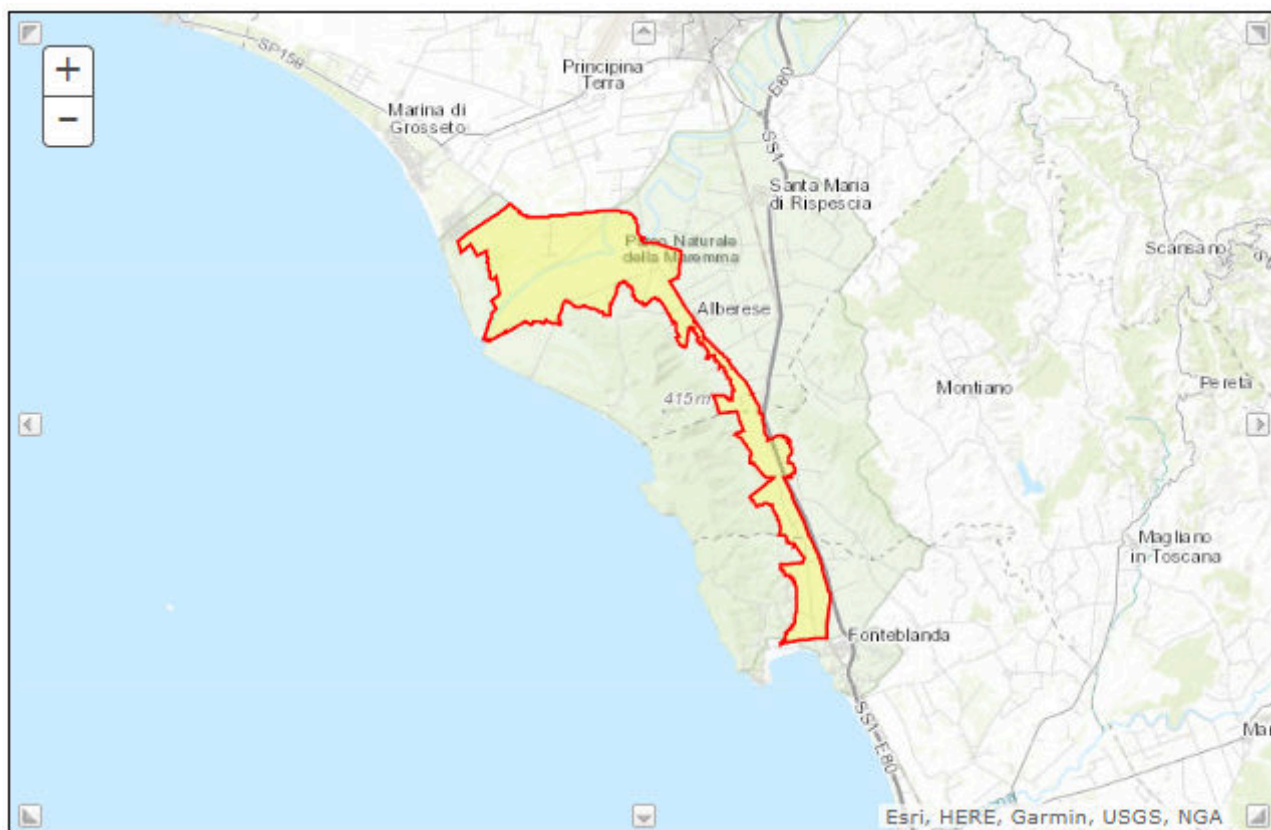 +
−
SP158
Principina
Terra
E80
Marina di
Grosseto
SS1
Santa Maria
di Rispescia
Parco Naturale
della Maremma
Scansano
Alberese
415 m
Montiano
Pereta
Magliano
in Toscana
Fonteblanda
SS1-E80
Mar
Esri, HERE, Garmin, USGS, NGA